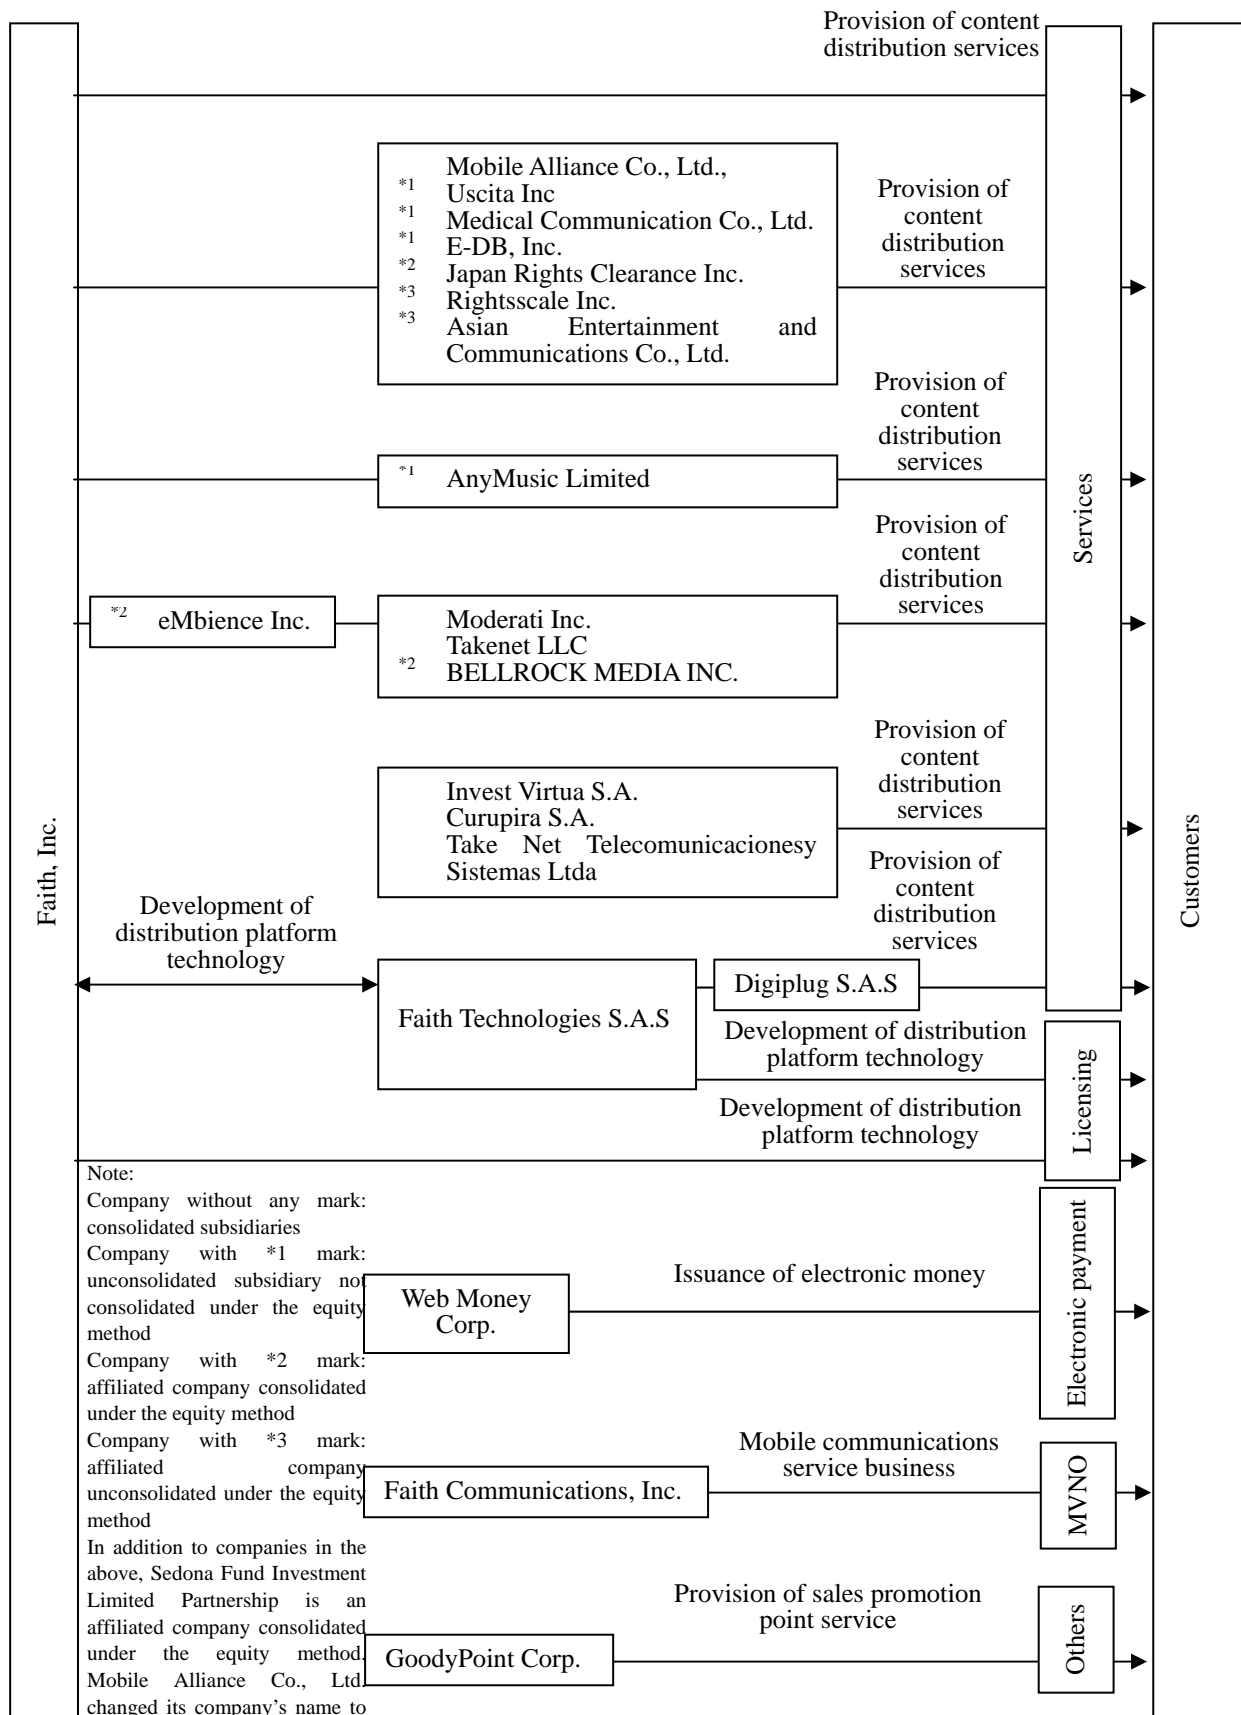 Provision of content
distribution services
Mobile Alliance Co., Ltd.,
*1 Uscita Inc
*1 Medical Communication Co., Ltd.
*1 E-DB, Inc.
*2 Japan Rights Clearance Inc.
*3 Rightsscale Inc.
*3 Asian Entertainment and
Communications Co., Ltd.
Provision of
content
distribution
services
Provision of
content
distribution
services
*1 AnyMusic Limited
Services
Provision of
content
distribution
services
*2 eMbience Inc.
Moderati Inc.
Takenet LLC
*2 BELLROCK MEDIA INC.
Provision of
content
distribution
services
Invest Virtua S.A.
Curupira S.A.
Take Net Telecomunicacionesy
Sistemas Ltda
Faith, Inc.
Customers
Provision of
content
distribution
services
Development of
distribution platform
technology
Faith Technologies S.A.S
Digiplug S.A.S
Development of distribution
platform technology
Licensing
Development of distribution
platform technology
Note:
Company without any mark:
consolidated subsidiaries
Company with *1 mark:
unconsolidated subsidiary not
consolidated under the equity
method
Company with *2 mark:
affiliated company consolidated
under the equity method
Company with *3 mark:
affiliated company
unconsolidated under the equity
method
In addition to companies in the
above, Sedona Fund Investment
Limited Partnership is an
affiliated company consolidated
under the equity method.
Mobile Alliance Co., Ltd.
changed its company's name to
Web Money
Corp.
Issuance of electronic money
Electronic payment
Faith Communications, Inc.
Mobile communications
service business
MVNO
GoodyPoint Corp.
Provision of sales promotion
point service
Others